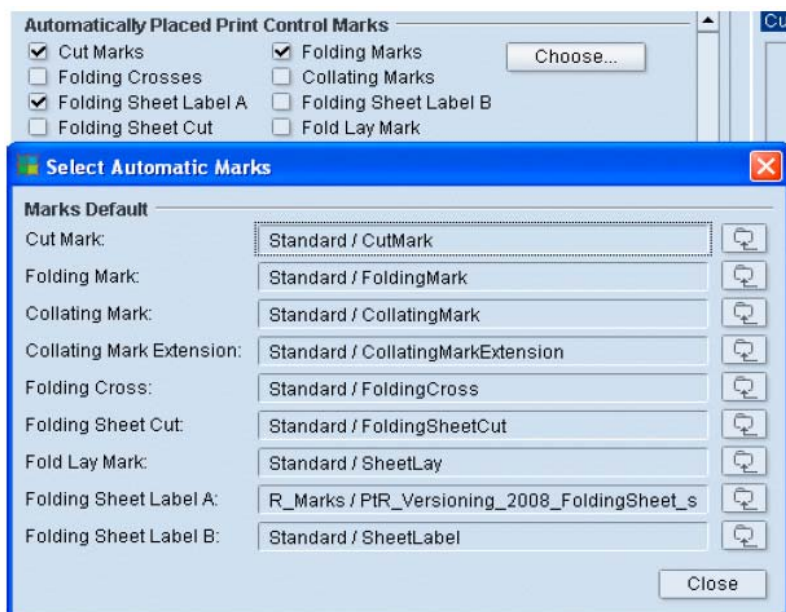 Automatically Placed Print Control Marks
Cut Marks Folding Marks Choose...
Folding Crosses Collating Marks
Folding Sheet Label A Folding Sheet Label B
Folding Sheet Cut Fold Lay Mark
Cu
Select Automatic Marks
Marks Default
Cut Mark: Standard / CutMark
Folding Mark: Standard / FoldingMark
Collating Mark: Standard / CollatingMark
Collating Mark Extension: Standard / CollatingMarkExtension
Folding Cross: Standard / FoldingCross
Folding Sheet Cut: Standard / FoldingSheetCut
Fold Lay Mark: Standard / SheetLay
Folding Sheet Label A: R_Marks / PtR_Versioning_2008_FoldingSheet_s
Folding Sheet Label B: Standard / SheetLabel
Close